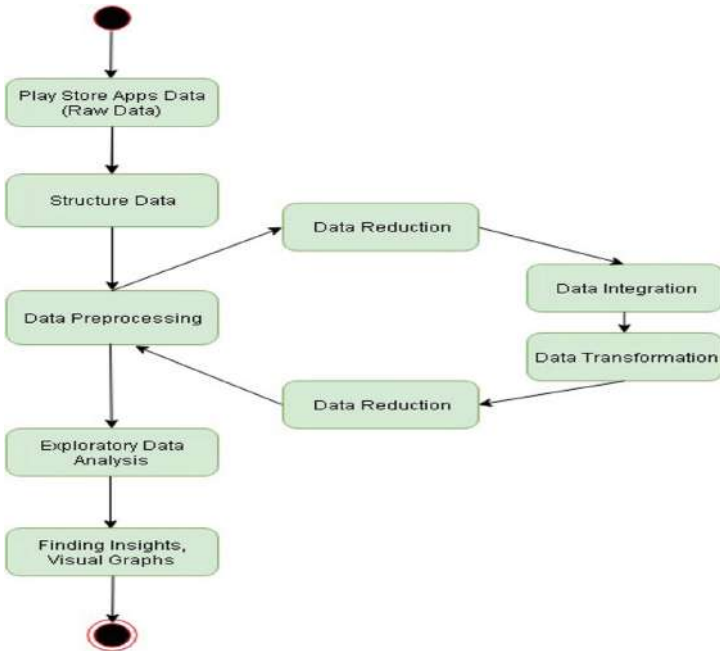 Play Store Apps Data
(Raw Data)
Structure Data
Data Reduction
Data Integration
Data Preprocessing
Data Transformation
Data Reduction
Exploratory Data
Analysis
Finding Insights,
Visual Graphs